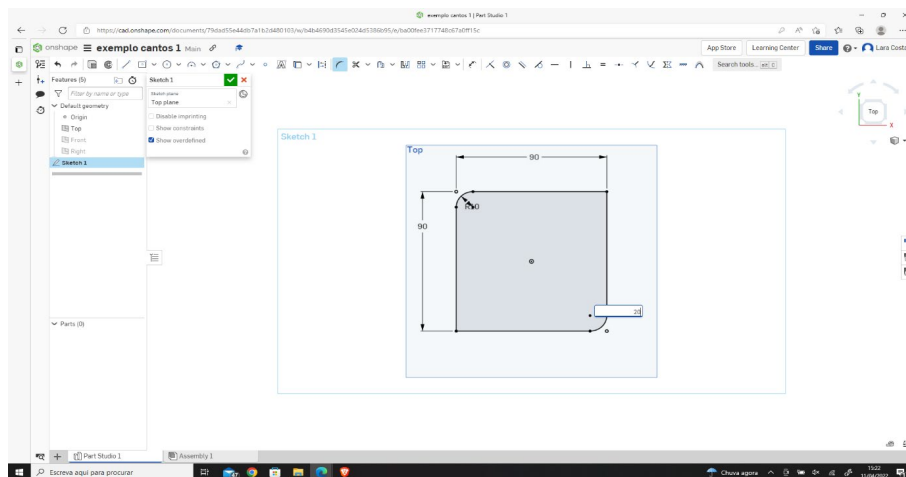 exemplo cantos 1 | Part Studio 1
https://cad.onshape.com/documents/79dad55e44db7a1b2d480103/w/b4b4690d3545e024d5386b95/e/ba00fee3717748c67a0ff15c
onshape exemplo cantos 1 Main
App Store Learning Center Share Lara Costa
Search tools...
Features (5)
Filter by name or type
Default geometry
Origin
Top
Front
Right
Sketch 1
Sketch 1
Sketch plane
Top plane
Disable imprinting
Show constraints
Show overdefined
Top
Y
X
Sketch 1
Top
90
R20
90
20
Parts (0)
Part Studio 1 Assembly 1
Escreva aqui para procurar
Chuva agora
15:22
11/04/2022